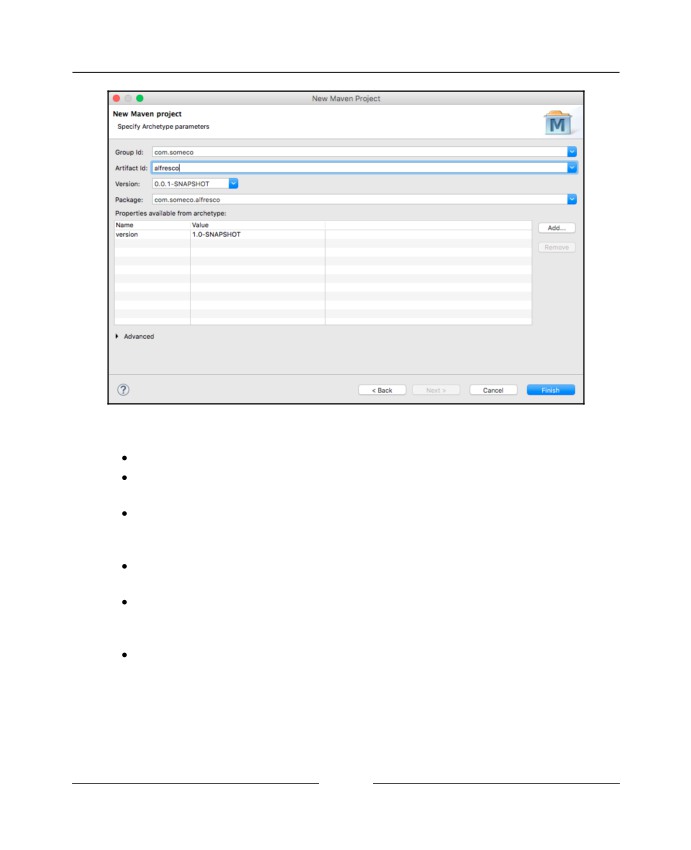 New Maven Project
New Maven project
Specify Archetype parameters
M
Group Id: com.someco
Artifact Id: alfresco
Version: 0.0.1-SNAPSHOT
Package: com.someco.alfresco
Properties available from archetype:
Name Value
version 1.0-SNAPSHOT
Add...
Remove
Advanced
? < Back Next > Cancel Finish